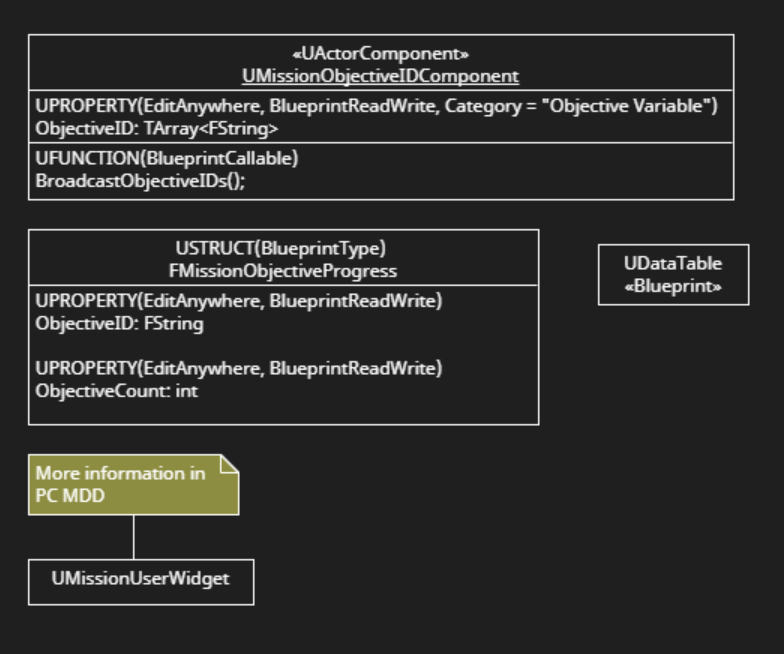 «UActorComponent»
UMissionObjectiveIDComponent
UPROPERTY(EditAnywhere, BlueprintReadWrite, Category = "Objective Variable")
ObjectiveID: TArray<FString>
UFUNCTION(BlueprintCallable)
BroadcastObjectiveIDs();
USTRUCT(BlueprintType)
FMissionObjectiveProgress
UPROPERTY(EditAnywhere, BlueprintReadWrite)
ObjectiveID: FString
UPROPERTY(EditAnywhere, BlueprintReadWrite)
ObjectiveCount: int
UDataTable
«Blueprint»
More information in
PC MDD
UMissionUserWidget